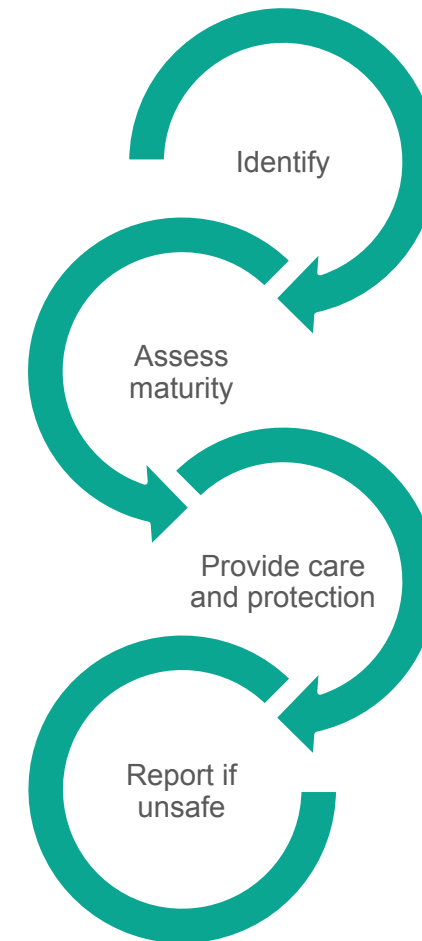 Identify
Assess
maturity
Provide care
and protection
Report if
unsafe